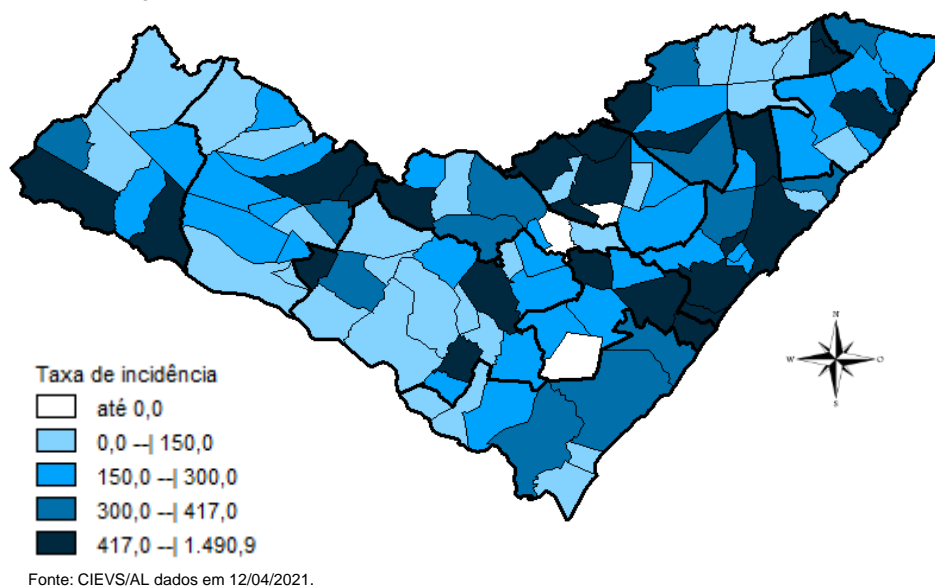 N
W O
S
Taxa de incidência
até 0,0
0,0 --| 150,0
150,0 --| 300,0
300,0 --| 417,0
417,0 --| 1.490,9
Fonte: CIEVS/AL dados em 12/04/2021.